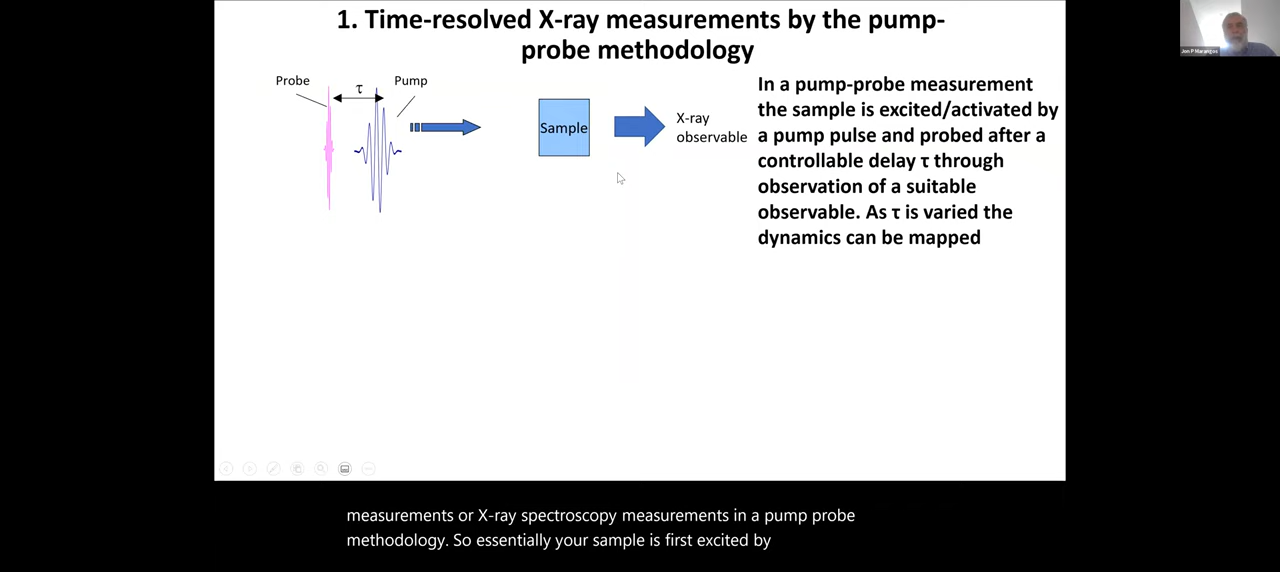 1. Time-resolved X-ray measurements by the pump-
probe methodology
Probe
τ
Pump
Sample
X-ray
observable
In a pump-probe measurement
the sample is excited/activated by
a pump pulse and probed after a
controllable delay τ through
observation of a suitable
observable. As τ is varied the
dynamics can be mapped
Jon P Marangos
measurements or X-ray spectroscopy measurements in a pump probe
methodology. So essentially your sample is first excited by